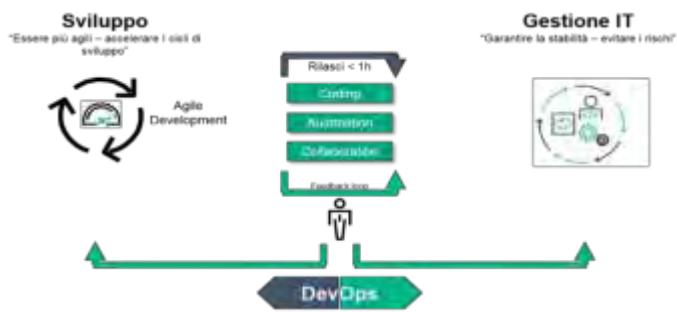 Sviluppo
"Essere più agili – accelerare I cicli di
sviluppo"
Agile
Development
Rilasci < 1h
Coding
Automation
Collaboration
Feedback loop
Gestione IT
"Garantire la stabilità – evitare i rischi"
DevOps